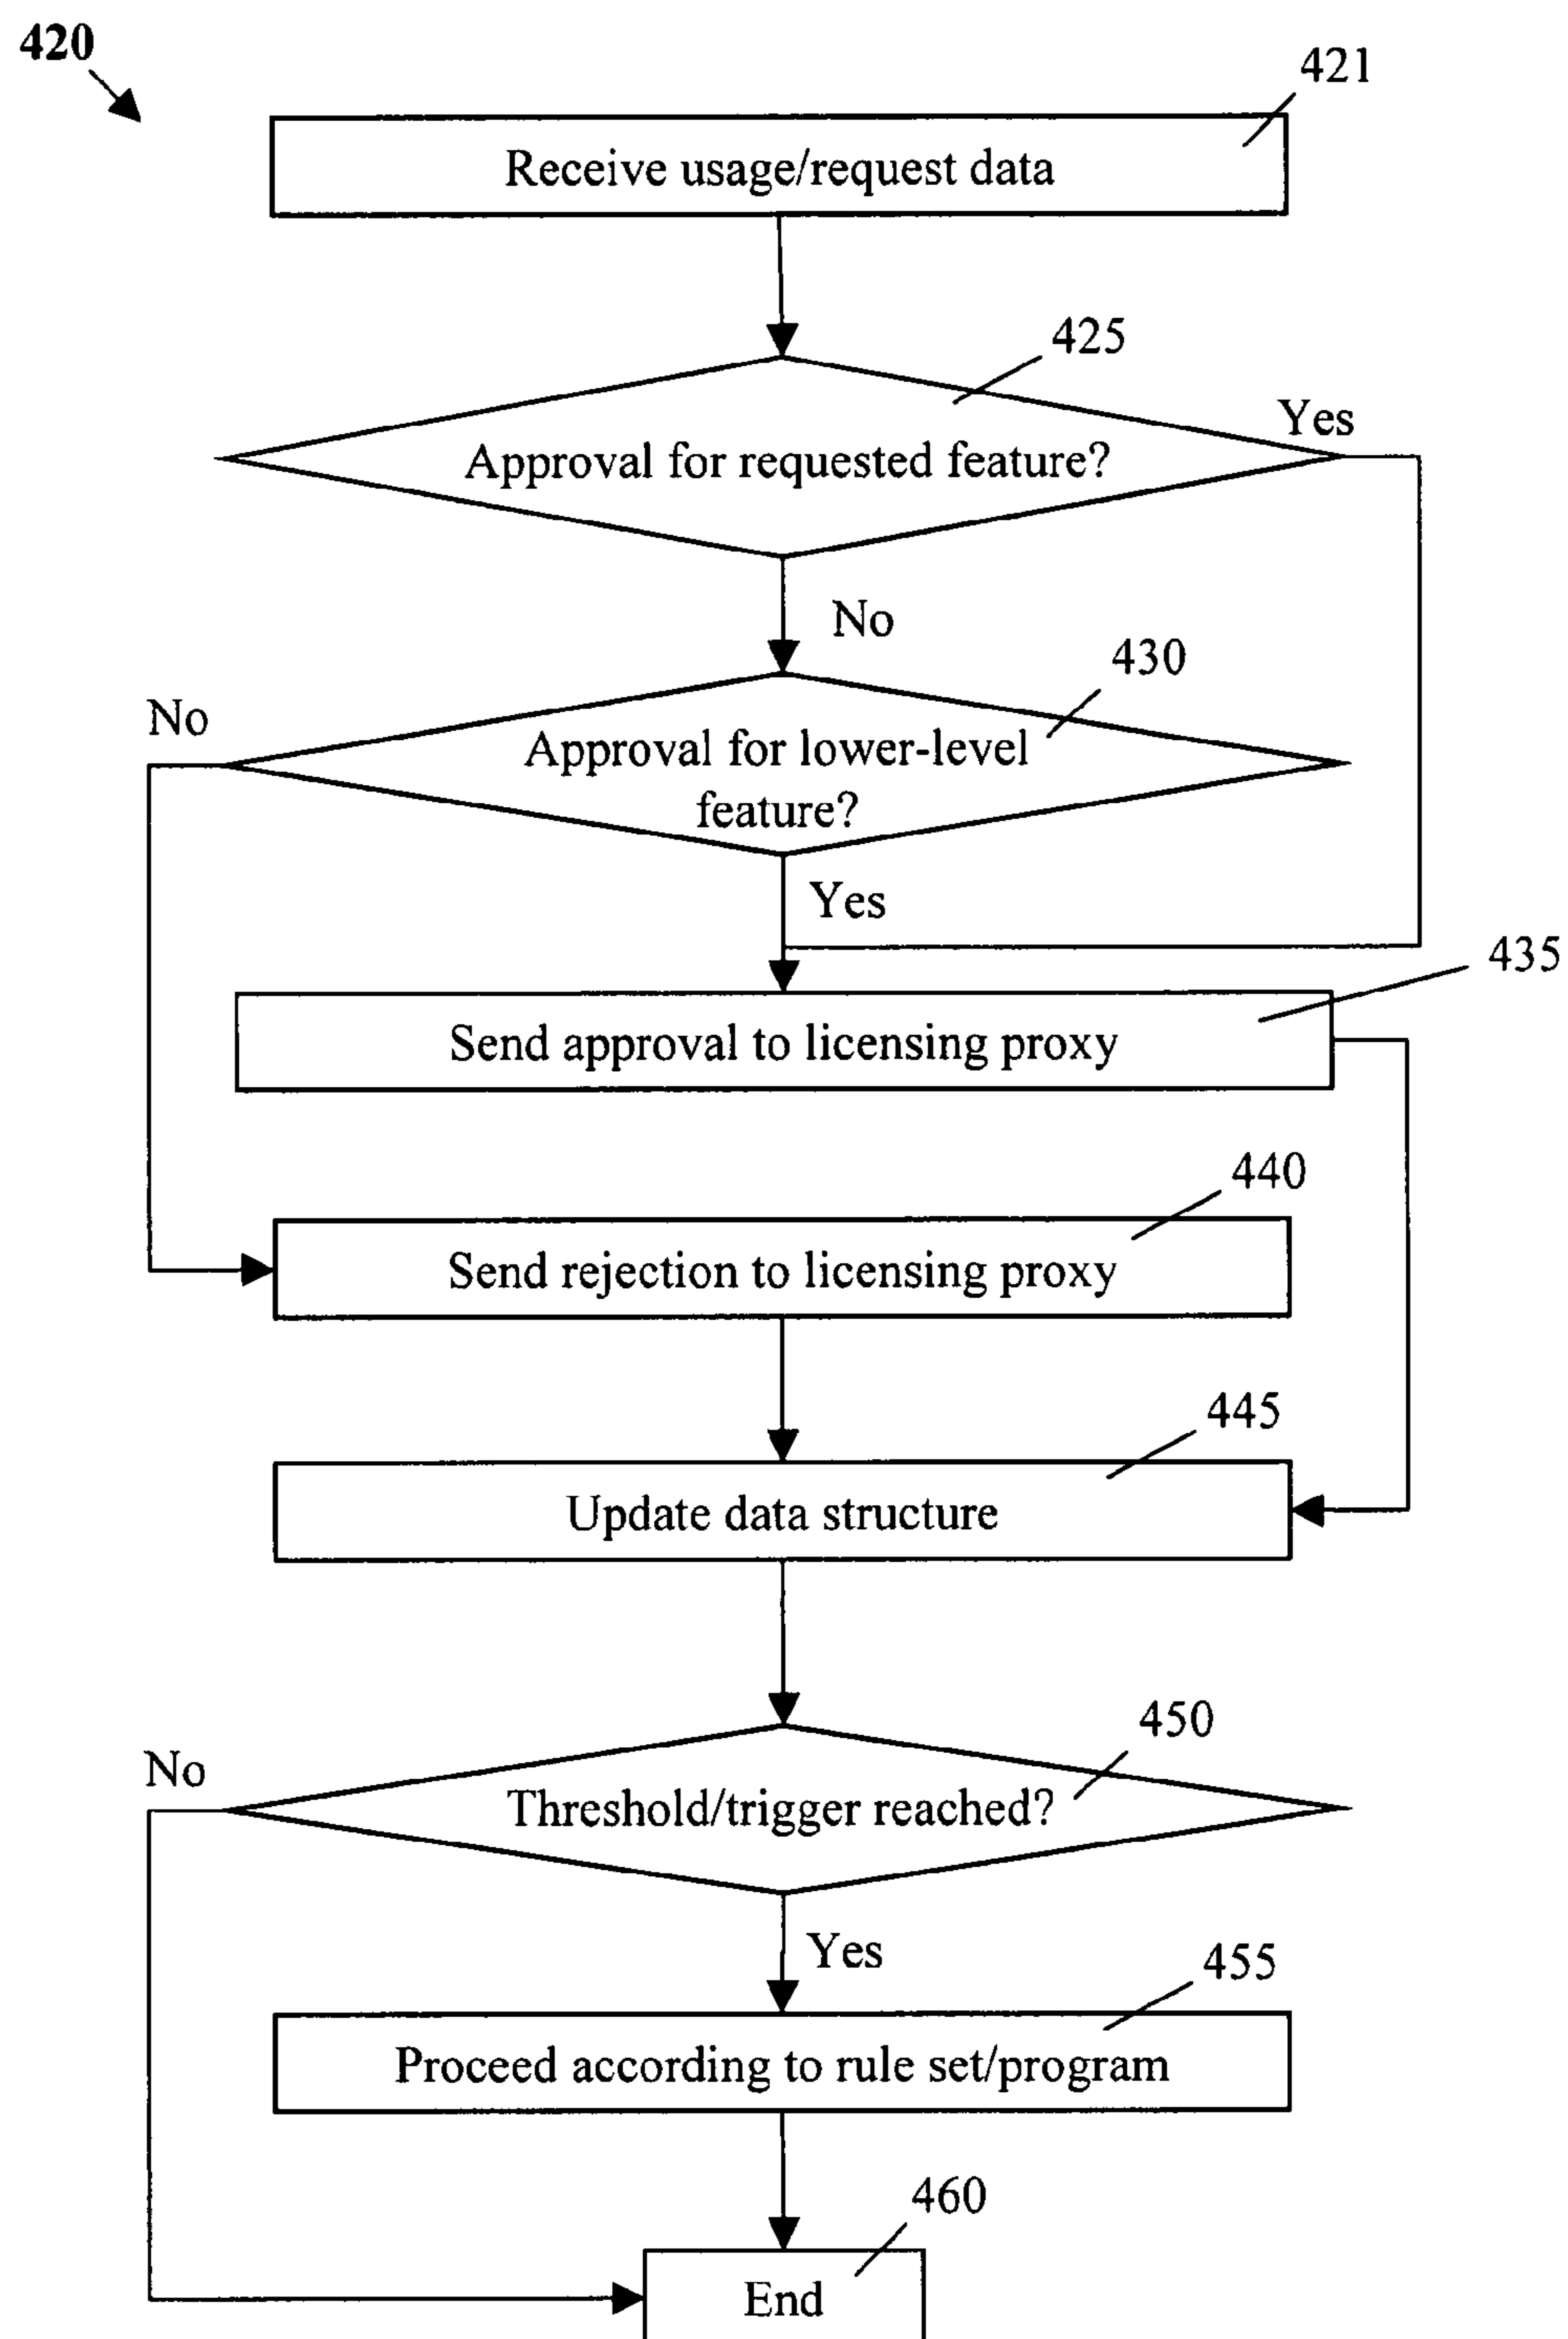 420
421
Receive usage/request data
425
Yes
Approval for requested feature?
No
430
No
Approval for lower-level
feature?
Yes
435
Send approval to licensing proxy
440
Send rejection to licensing proxy
445
Update data structure
450
No
Threshold/trigger reached?
Yes
455
Proceed according to rule set/program
460
End